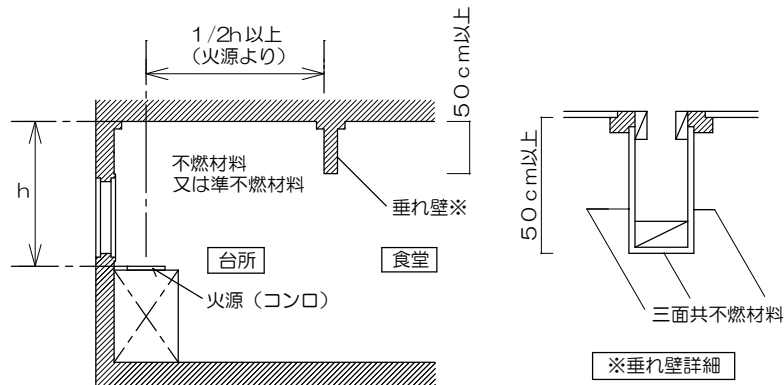 1/2h以上
（火源より）
50cm以上
不燃材料
又は準不燃材料
h
垂れ壁※
台所
食堂
火源（コンロ）
50cm以上
三面共不燃材料
※垂れ壁詳細